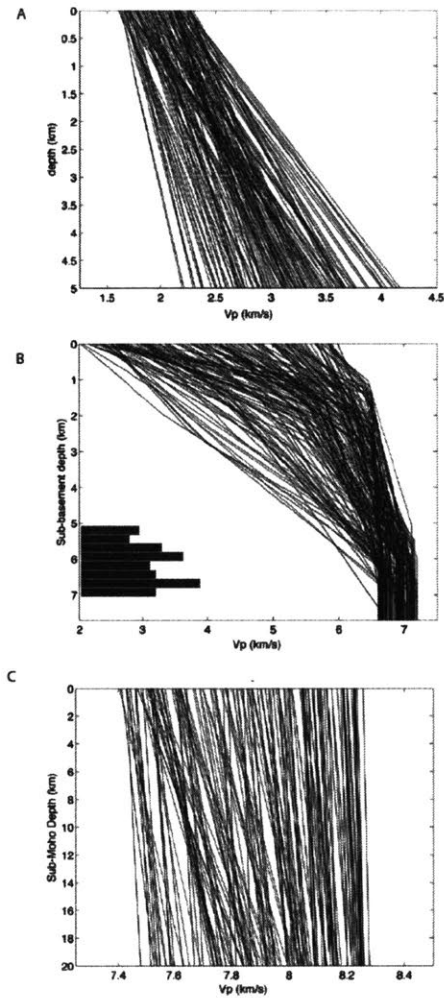 A
0
0.5
1
1.5
2
2.5
3
3.5
4
4.5
5
depth (km)
1.5 2 2.5 3 3.5 4 4.5
Vp (km/s)
B
0
1
2
3
4
5
6
7
Sub-basement depth (km)
2 3 4 5 6 7
Vp (km/s)
C
0
2
4
6
8
10
12
14
16
18
20
Sub-Moho Depth (km)
7.4 7.6 7.8 8 8.2 8.4
Vp (km/s)